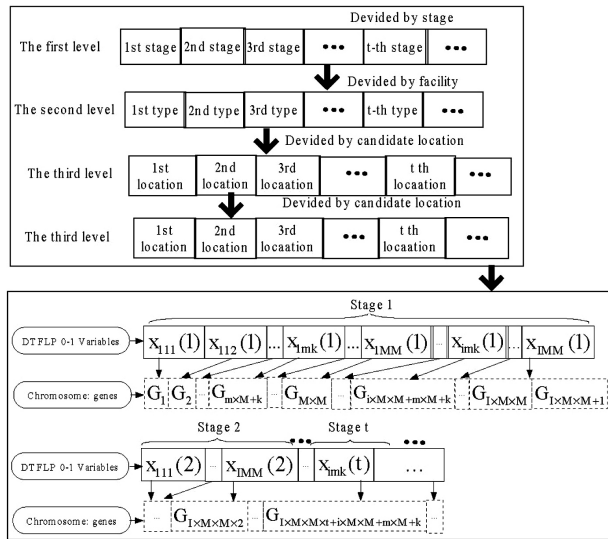 Devided by stage
The first level 1st stage 2nd stage 3rd stage ••• t-th stage •••
Devided by facility
The second level 1st type 2nd type 3rd type ••• t-th type •••
Devided by candidate location
The third level 1st locaation 2nd location 3rd locaation ••• t th locaation •••
Devided by candidate location
The third level 1st locaation 2nd location 3rd locaation ••• t th locaation •••
Stage 1
DTFLP 0-1 Variables x111(1) x112(1) ... x1mk(1) ... x1MM(1) ... ximk(1) ... xIMM(1)
Chromosome: genes G1 G2 ... Gm×M+k ... GM×M ... Gi×M×M+m×M+k ... GI×M×M GI×M×M+1
Stage 2 ••• Stage t •••
DTFLP 0-1 Variables x111(2) ... xIMM(2) ... ximk(t) ...
Chromosome: genes ... GI×M×M×2 ... GI×M×M×t+i×M×M+m×M+k ...